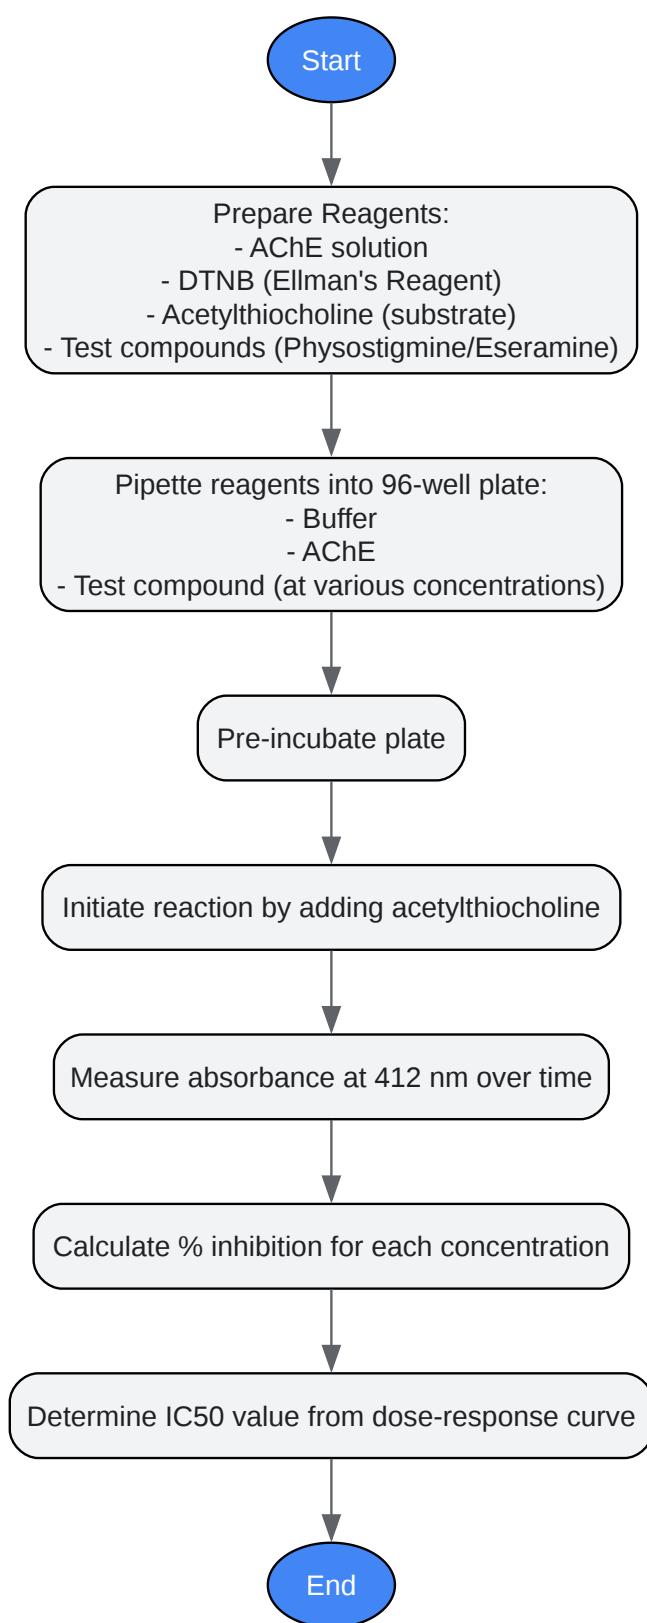 Start
Prepare Reagents:
- AChE solution
- DTNB (Ellman's Reagent)
- Acetylthiocholine (substrate)
- Test compounds (Physostigmine/Eseramine)
Pipette reagents into 96-well plate:
- Buffer
- AChE
- Test compound (at various concentrations)
Pre-incubate plate
Initiate reaction by adding acetylthiocholine
Measure absorbance at 412 nm over time
Calculate % inhibition for each concentration
Determine IC50 value from dose-response curve
End